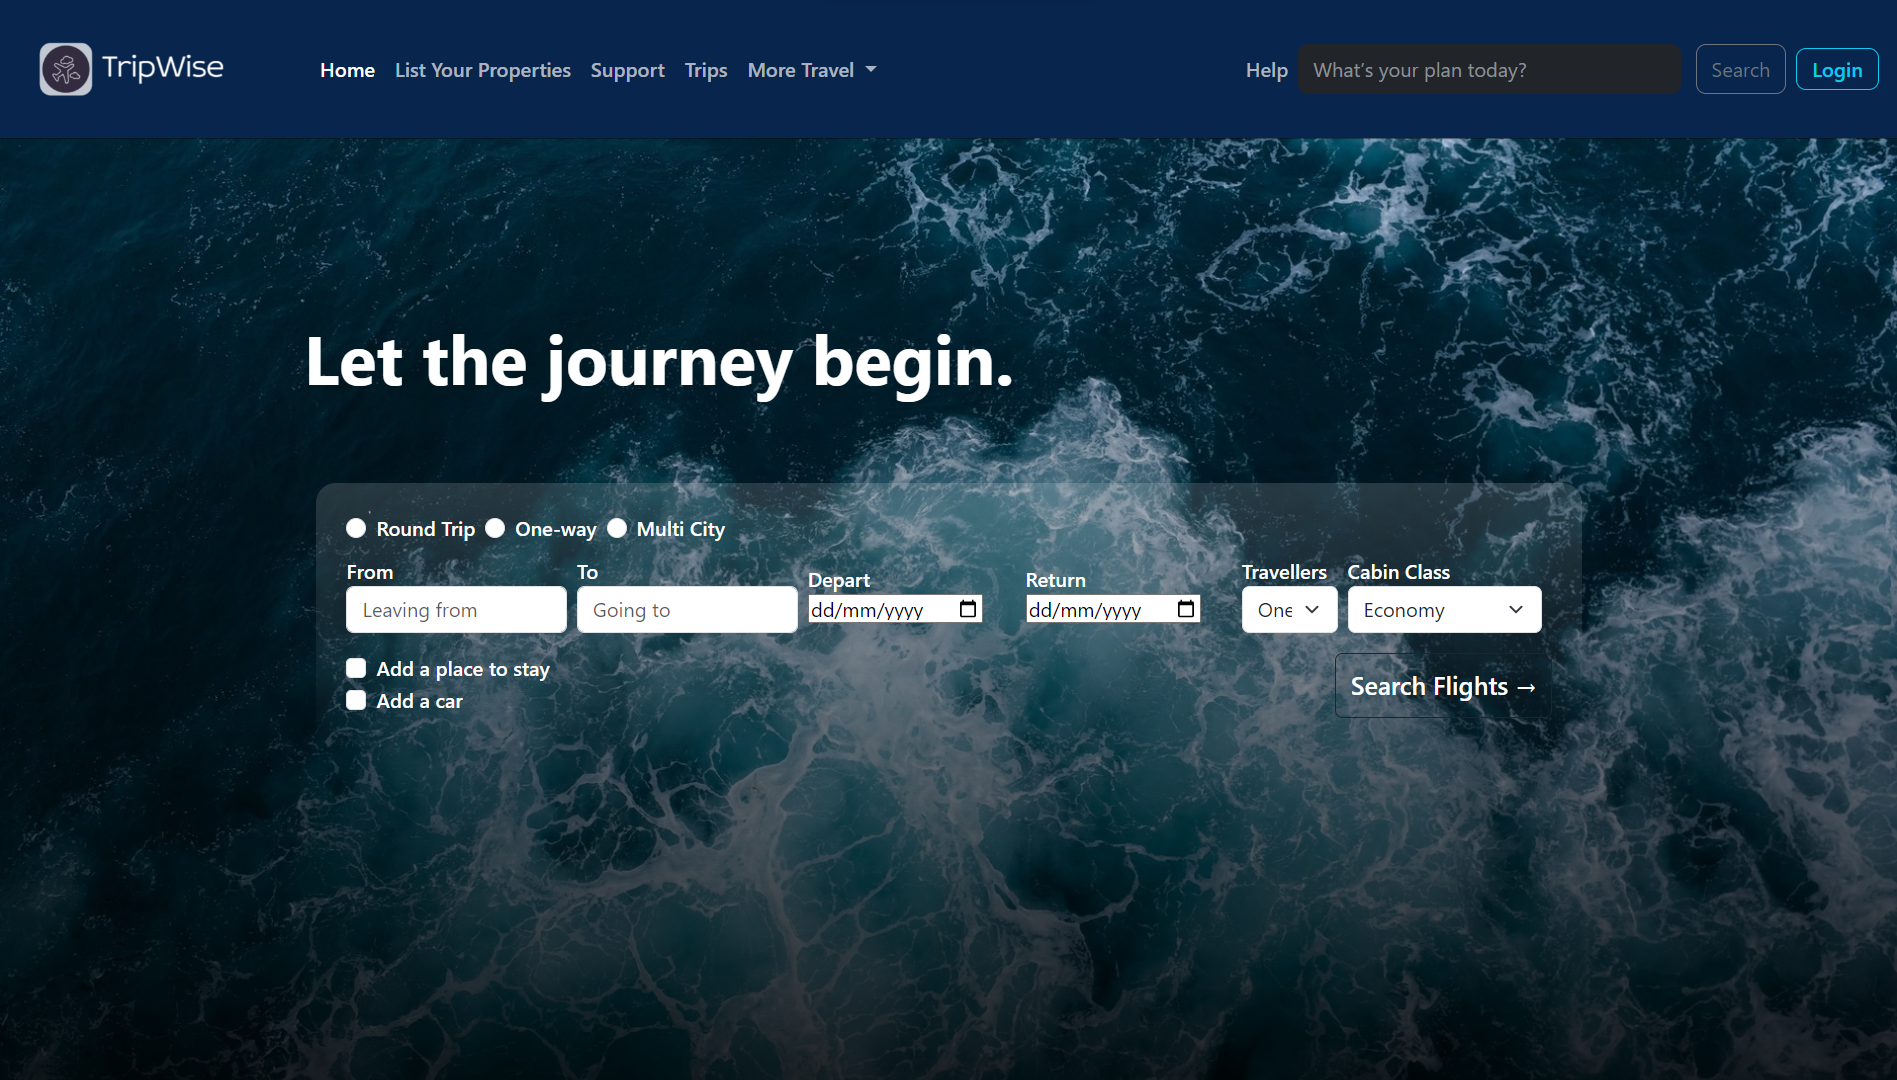 TripWise
Home List Your Properties Support Trips More Travel
Help What's your plan today? Search Login
Let the journey begin.
Round Trip One-way Multi City
From To Depart Return Travellers Cabin Class
Leaving from Going to dd/mm/yyyy dd/mm/yyyy One Economy
Add a place to stay
Add a car
Search Flights →